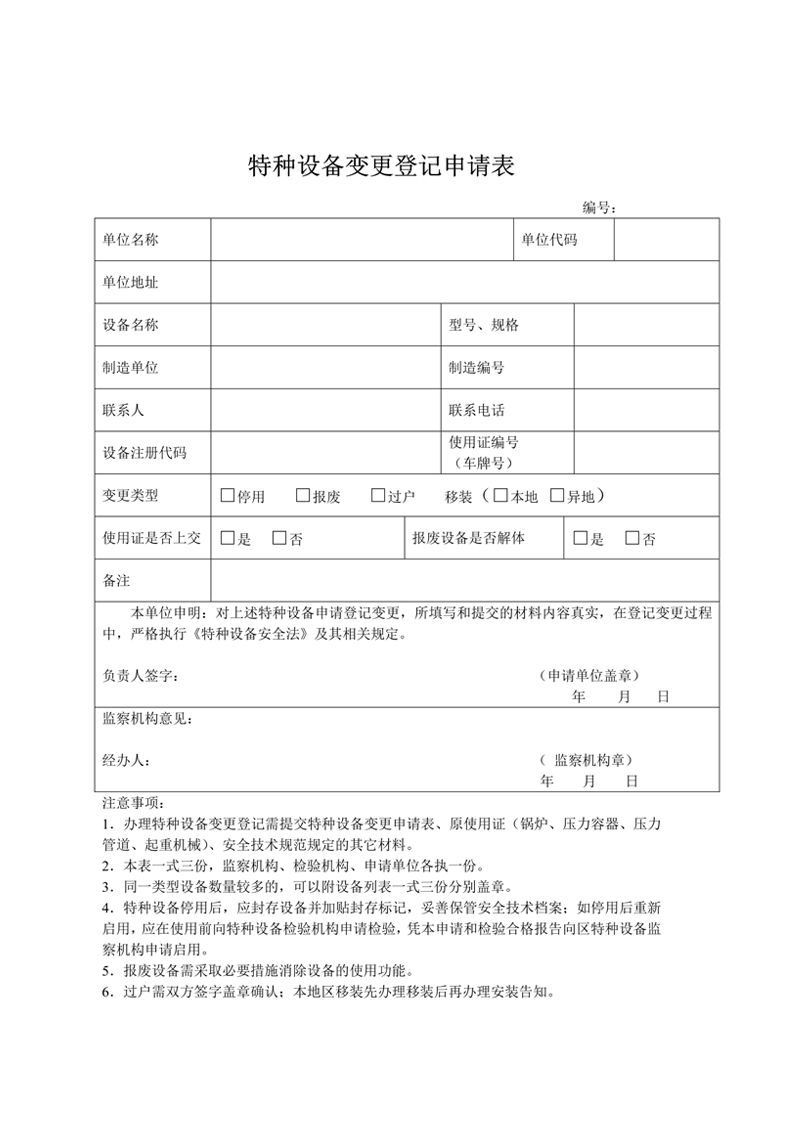 特种设备变更登记申请表
编号：
单位名称 单位代码
单位地址
设备名称 型号、规格
制造单位 制造编号
联系人 联系电话
设备注册代码 使用证编号
（车牌号）
变更类型 □停用 □报废 □过户 移装（□本地 □异地）
使用证是否上交 □是 □否 报废设备是否解体 □是 □否
备注
本单位申明：对上述特种设备申请登记变更，所填写和提交的材料内容真实，在登记变更过程
中，严格执行《特种设备安全法》及其相关规定。
负责人签字： （申请单位盖章）
年 月 日
监察机构意见：
经办人： （ 监察机构章）
年 月 日
注意事项：
1．办理特种设备变更登记需提交特种设备变更申请表、原使用证（锅炉、压力容器、压力
管道、起重机械）、安全技术规范规定的其它材料。
2．本表一式三份，监察机构、检验机构、申请单位各执一份。
3．同一类型设备数量较多的，可以附设备列表一式三份分别盖章。
4．特种设备停用后，应封存设备并加贴封存标记，妥善保管安全技术档案；如停用后重新
启用，应在使用前向特种设备检验机构申请检验，凭本申请和检验合格报告向区特种设备监
察机构申请启用。
5．报废设备需采取必要措施消除设备的使用功能。
6．过户需双方签字盖章确认；本地区移装先办理移装后再办理安装告知。